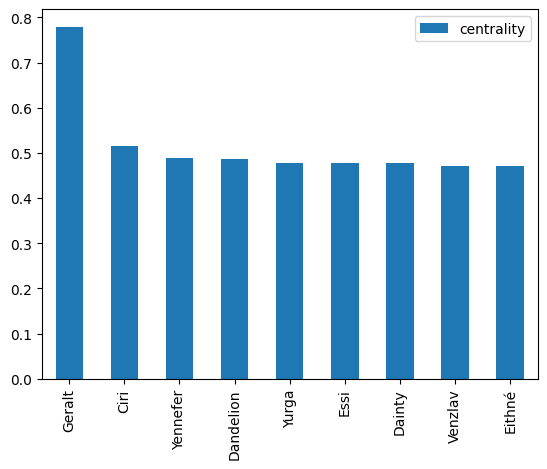 centrality
0.8
0.7
0.6
0.5
0.4
0.3
0.2
0.1
0.0
Geralt
Ciri
Yennefer
Dandelion
Yurga
Essi
Dainty
Venzlav
Eithné